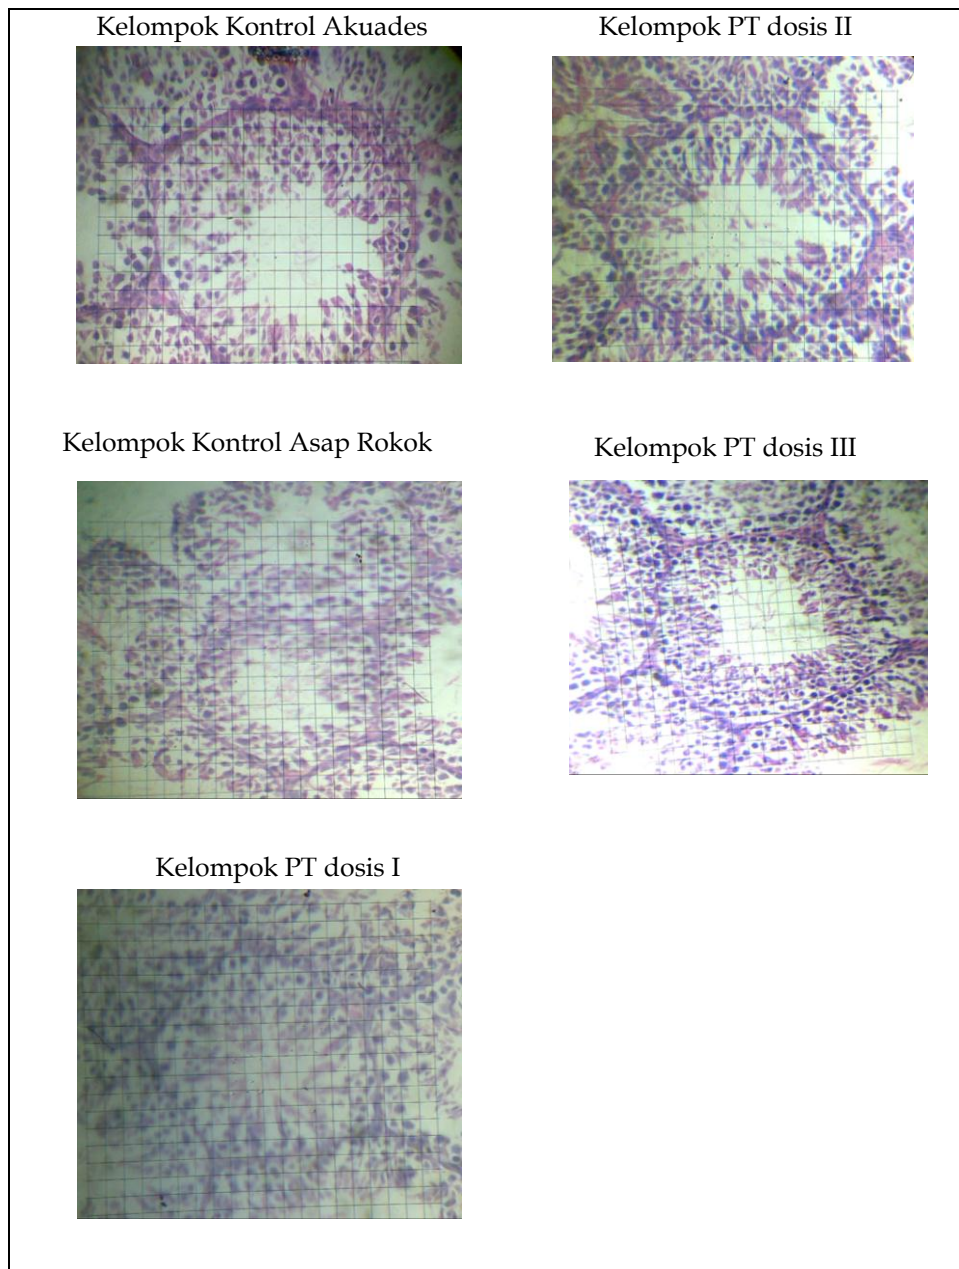 Kelompok Kontrol Akuades
Kelompok PT dosis II
Kelompok Kontrol Asap Rokok
Kelompok PT dosis III
Kelompok PT dosis I